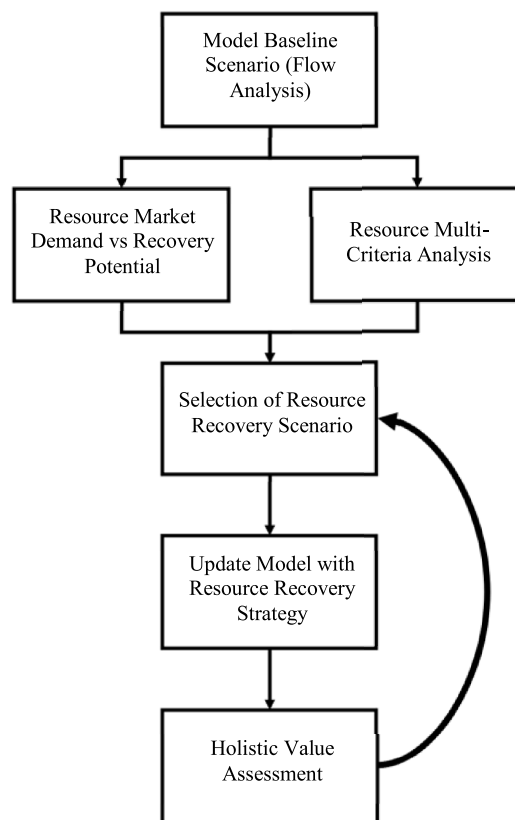 Model Baseline
Scenario (Flow
Analysis)
Resource Market
Demand vs Recovery
Potential
Resource Multi-
Criteria Analysis
Selection of Resource
Recovery Scenario
Update Model with
Resource Recovery
Strategy
Holistic Value
Assessment